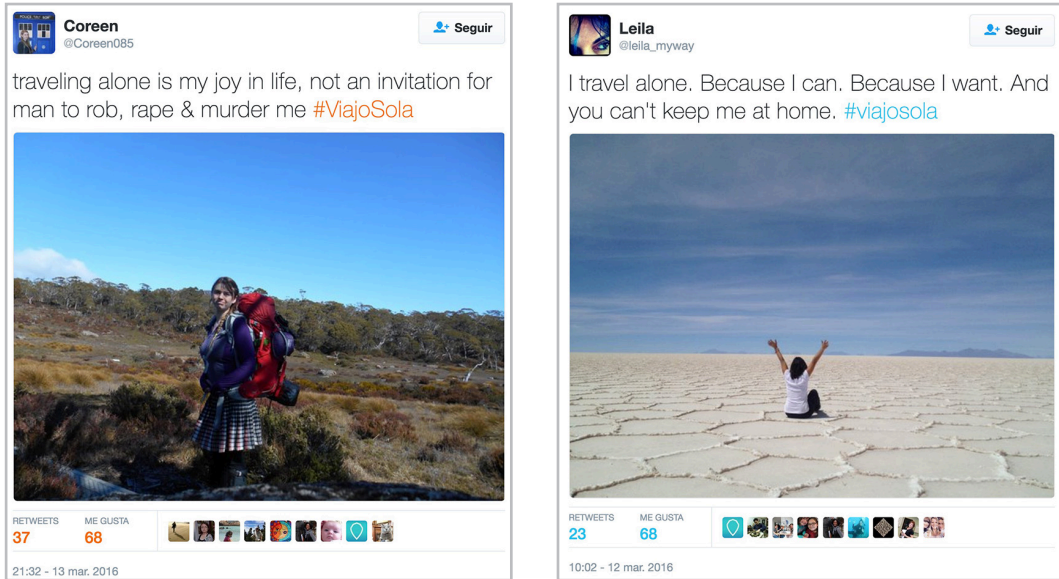 Coreen
@Coreen085
Seguir
traveling alone is my joy in life, not an invitation for
man to rob, rape & murder me #ViajoSola
RETWEETS
37
ME GUSTA
68
21:32 - 13 mar. 2016
Leila
@leila_myway
Seguir
I travel alone. Because I can. Because I want. And
you can't keep me at home. #viajosola
RETWEETS
23
ME GUSTA
68
10:02 - 12 mar. 2016